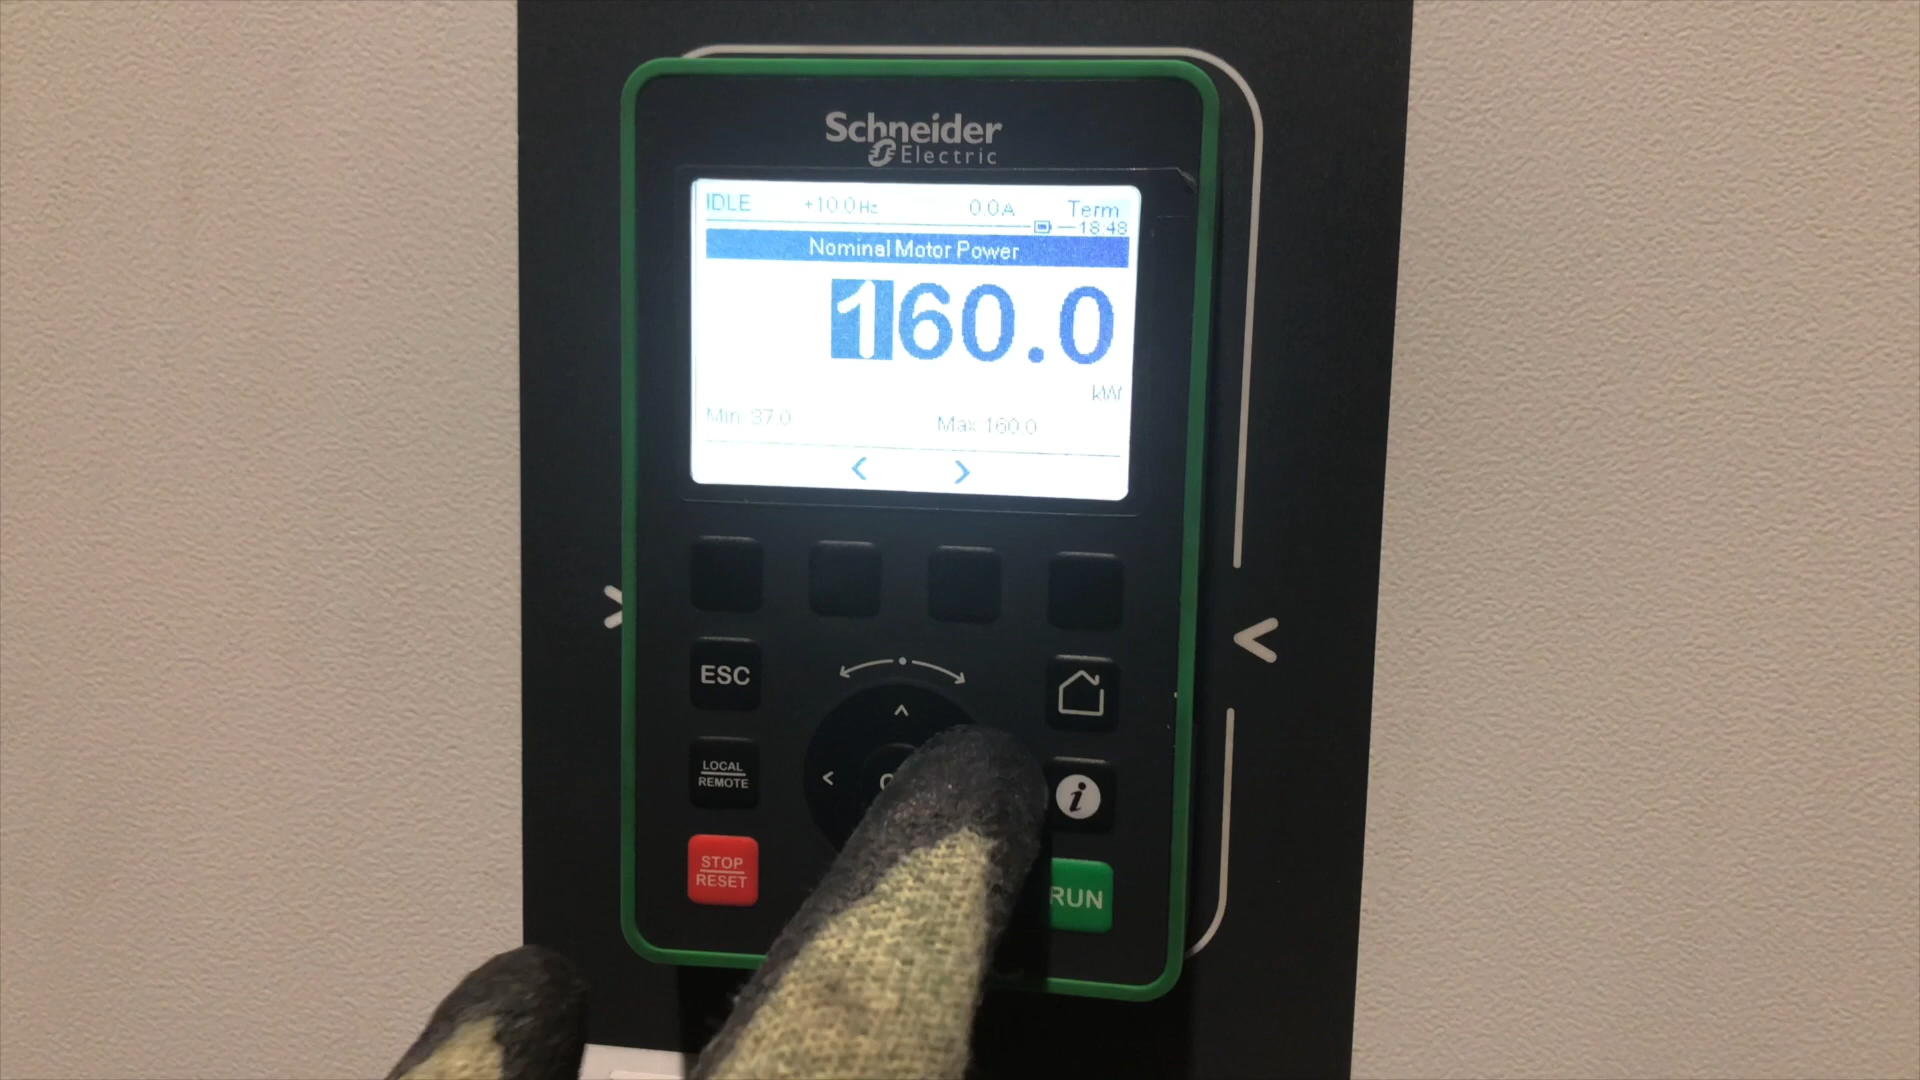 Schneider
Electric
IDLE +10.0Hz 0.0A Term
18:48
Nominal Motor Power
160.0
kW
Min: 37.0 Max 160.0
< >
ESC
LOCAL
REMOTE
i
STOP
RESET
RUN